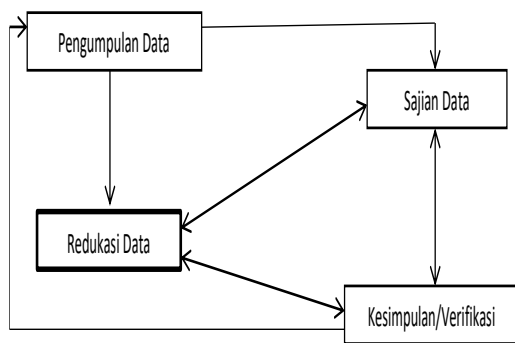 Pengumpulan Data
Sajian Data
Redukasi Data
Kesimpulan/Verifikasi